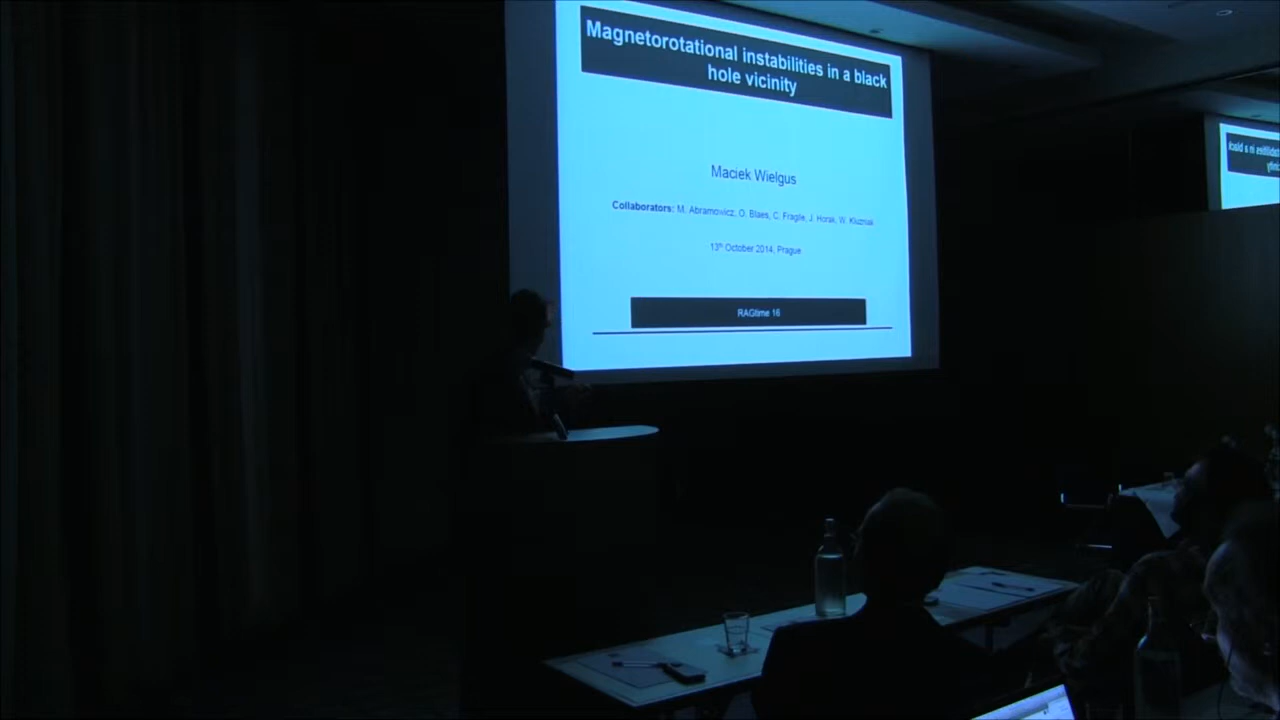 Magnetorotational instabilities in a black
hole vicinity
Maciek Wielgus
Collaborators: M. Abramowicz, O. Blaes, C. Fragile, J. Horak, W. Kluzniak
13th October 2014, Prague
RAGtime 16